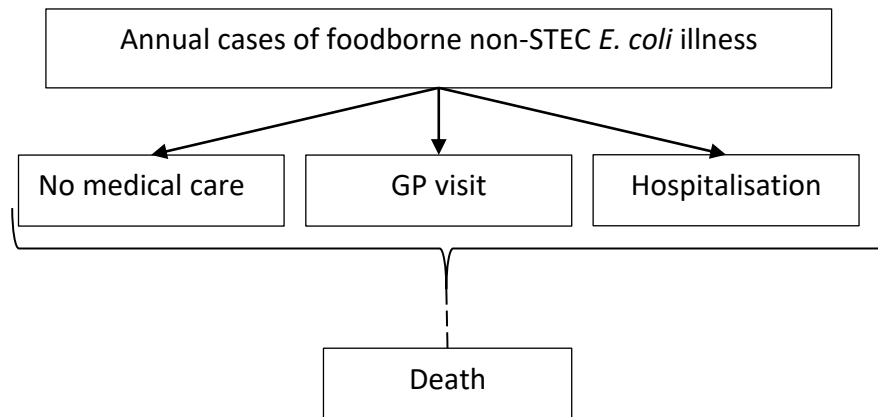 Annual cases of foodborne non-STEC E. coli illness
No medical care
GP visit
Hospitalisation
Death